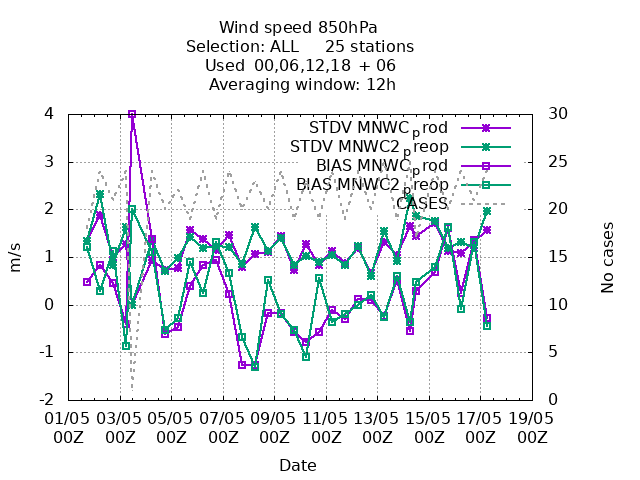 Wind speed 850hPa
Selection: ALL 25 stations
Used 00,06,12,18 + 06
Averaging window: 12h
4 30
STDV MNWC_prod
STDV MNWC2_preop
3 25
BIAS MNWC_prod
BIAS MNWC2_preop
CASES
2 20
1 15
m/s
No cases
0 10
-1 5
-2 0
01/05 03/05 05/05 07/05 09/05 11/05 13/05 15/05 17/05 19/05
00Z 00Z 00Z 00Z 00Z 00Z 00Z 00Z 00Z 00Z
Date